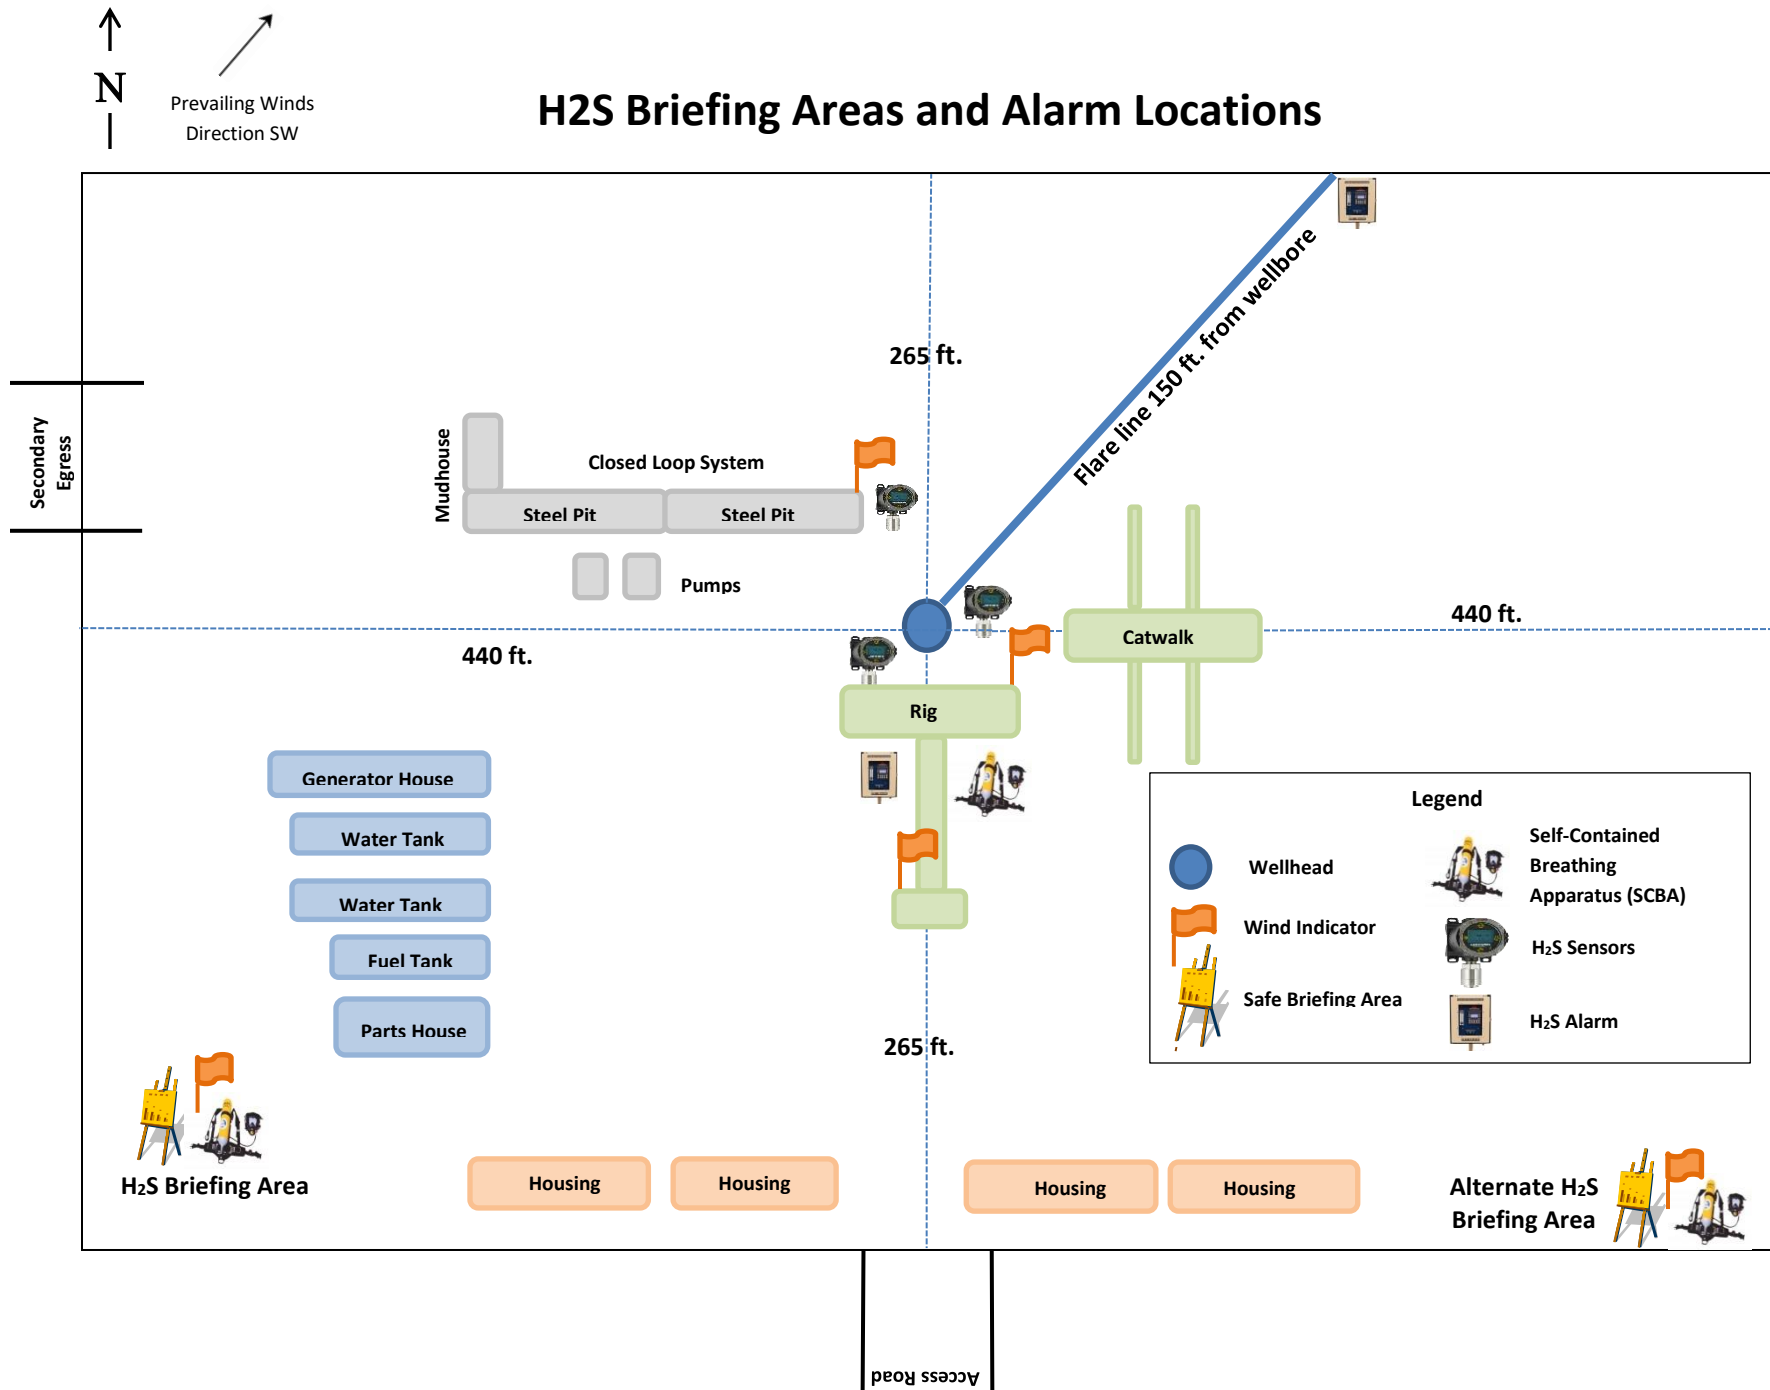 N
Prevailing Winds
Direction SW
H2S Briefing Areas and Alarm Locations
265 ft.
Flare line 150 ft. from wellbore
Secondary
Egress
Mudhouse
Closed Loop System
Steel Pit
Steel Pit
Pumps
440 ft.
440 ft.
Catwalk
Rig
Generator House
Water Tank
Water Tank
Fuel Tank
Parts House
Legend
Wellhead
Wind Indicator
Safe Briefing Area
Self-Contained
Breathing
Apparatus (SCBA)
H2S Sensors
H2S Alarm
265 ft.
H2S Briefing Area
Housing
Housing
Housing
Housing
Alternate H2S
Briefing Area
Access Road